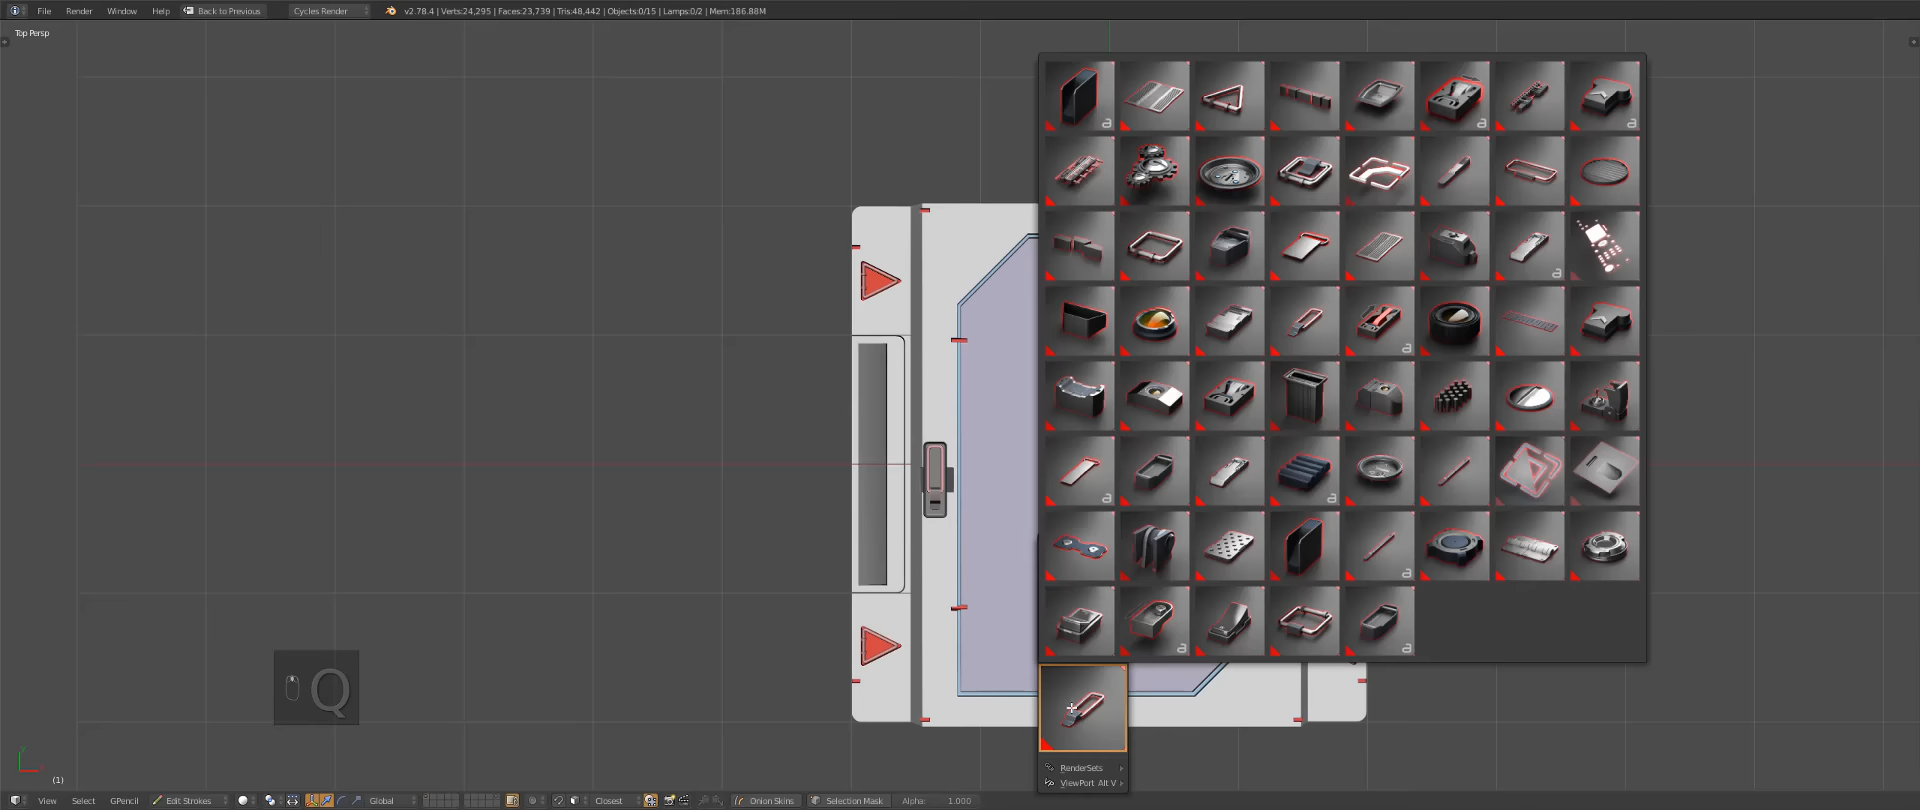 File Render Window Help Back to Previous Cycles Render v2.78.4 | Verts:24,295 | Faces:23,739 | Tris:48,442 | Objects:0/15 | Lamps:0/2 | Mem:186.88M
Top Persp
a a a
a
a
a a
a
a a
Q
RenderSets
ViewPort Alt V
y
(1)
View Select GPencil Edit Strokes Global Closest Onion Skins Selection Mask Alpha: 1.000